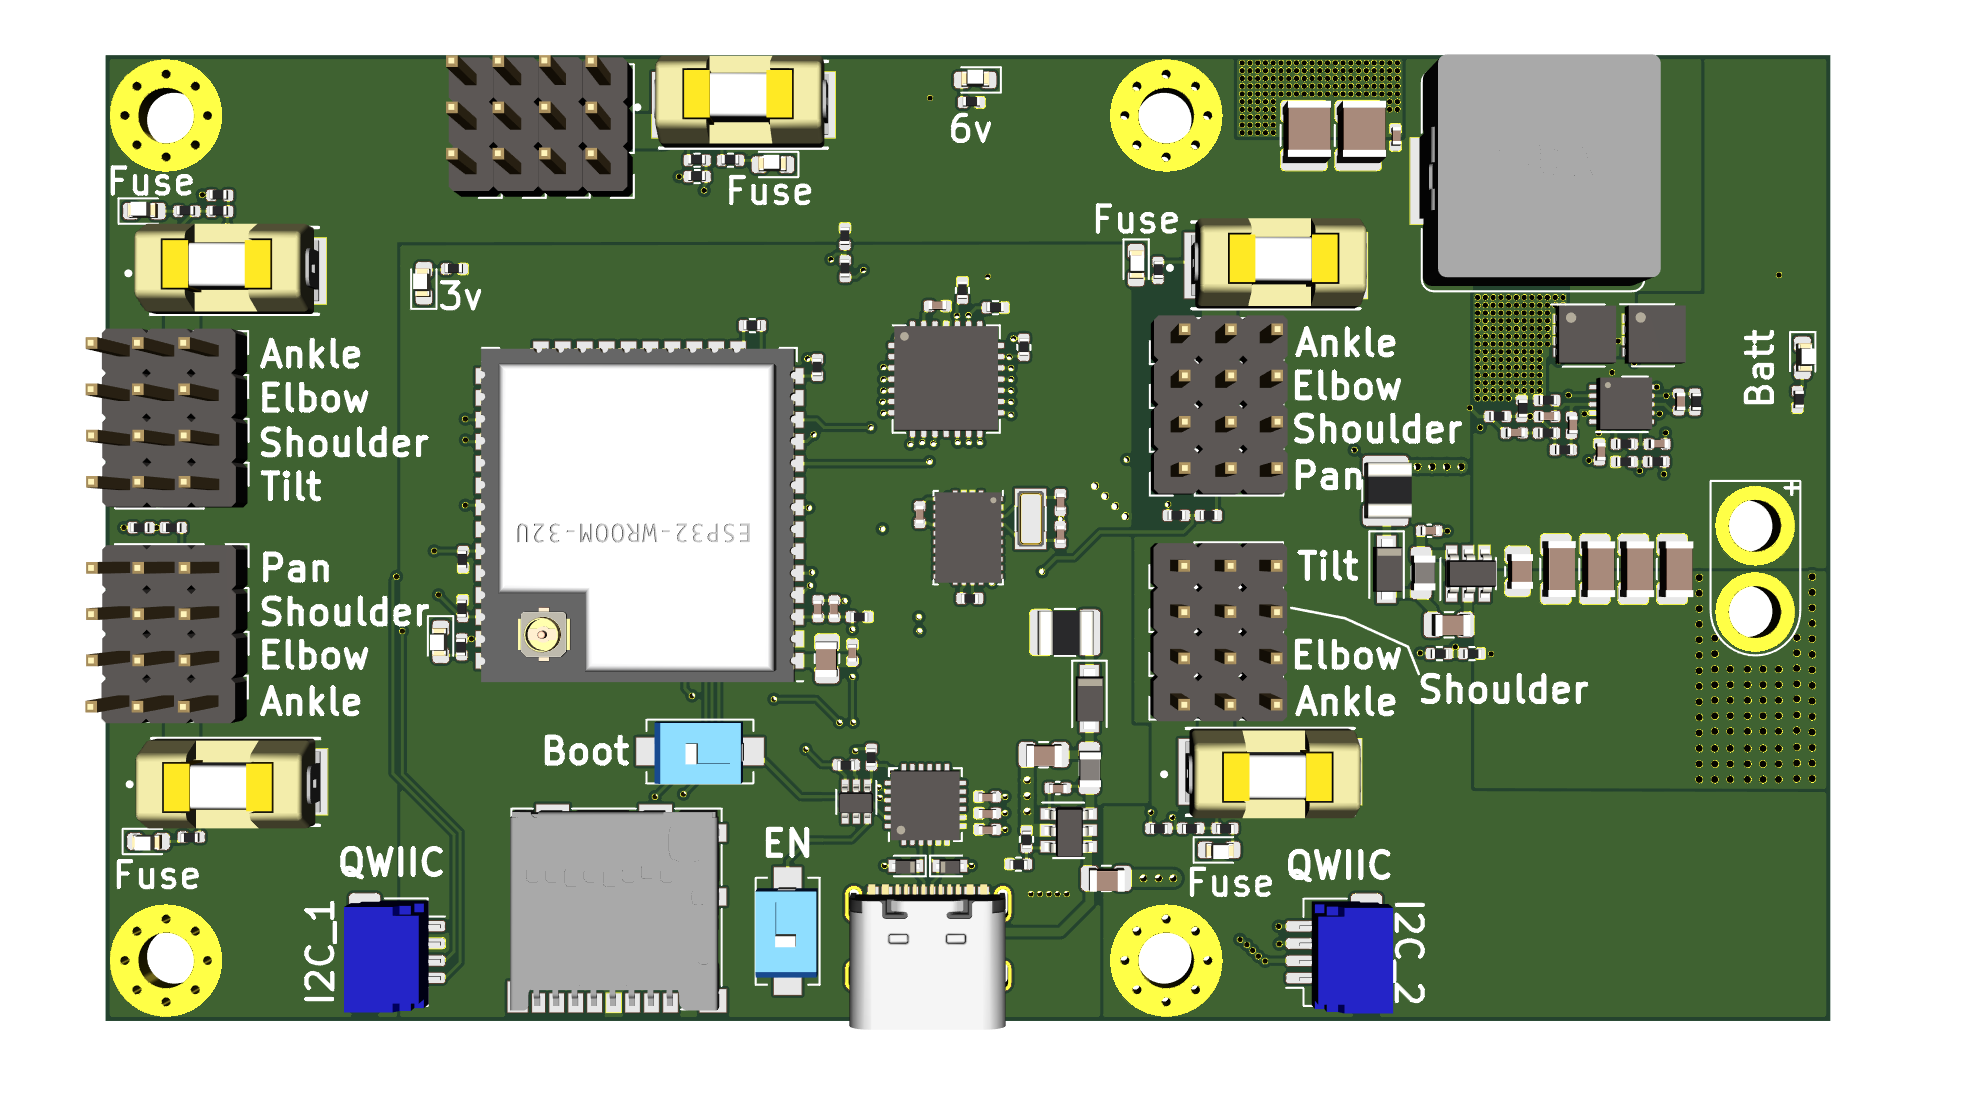 Fuse
Fuse
6v
Fuse
3v
Ankle
Elbow
Shoulder
Tilt
Ankle
Elbow
Shoulder
Pan
Batt
+
ESP32-WROOM-32U
Pan
Shoulder
Elbow
Ankle
Tilt
Elbow
Ankle
Shoulder
Boot
EN
Fuse
QWIIC
I2C_1
Fuse
QWIIC
I2C_2